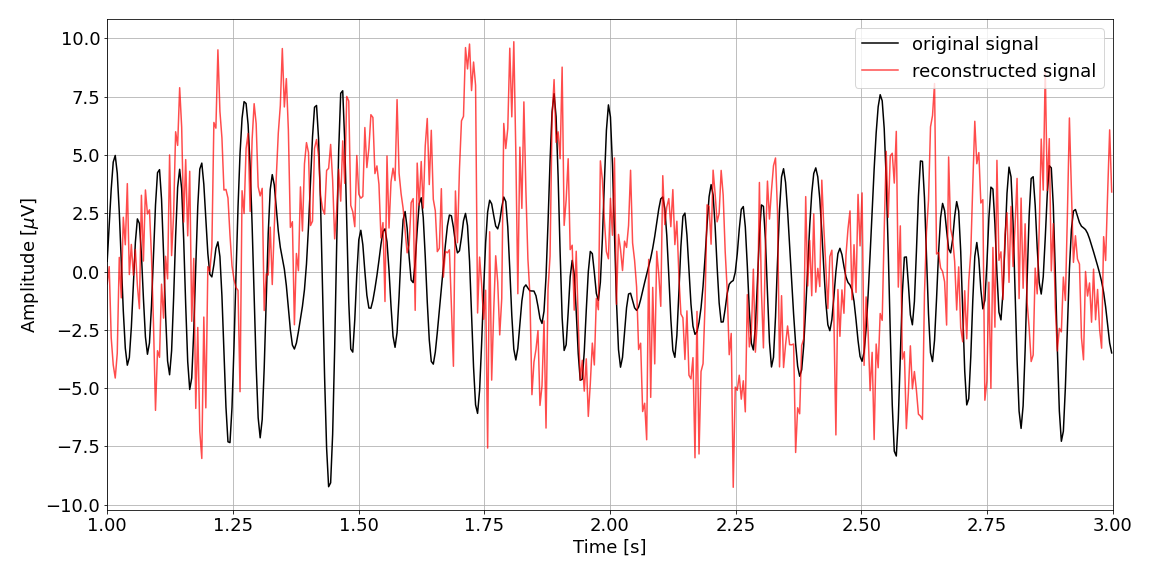 original signal
reconstructed signal
Amplitude [μV]
10.0
7.5
5.0
2.5
0.0
−2.5
−5.0
−7.5
−10.0
1.00 1.25 1.50 1.75 2.00 2.25 2.50 2.75 3.00
Time [s]